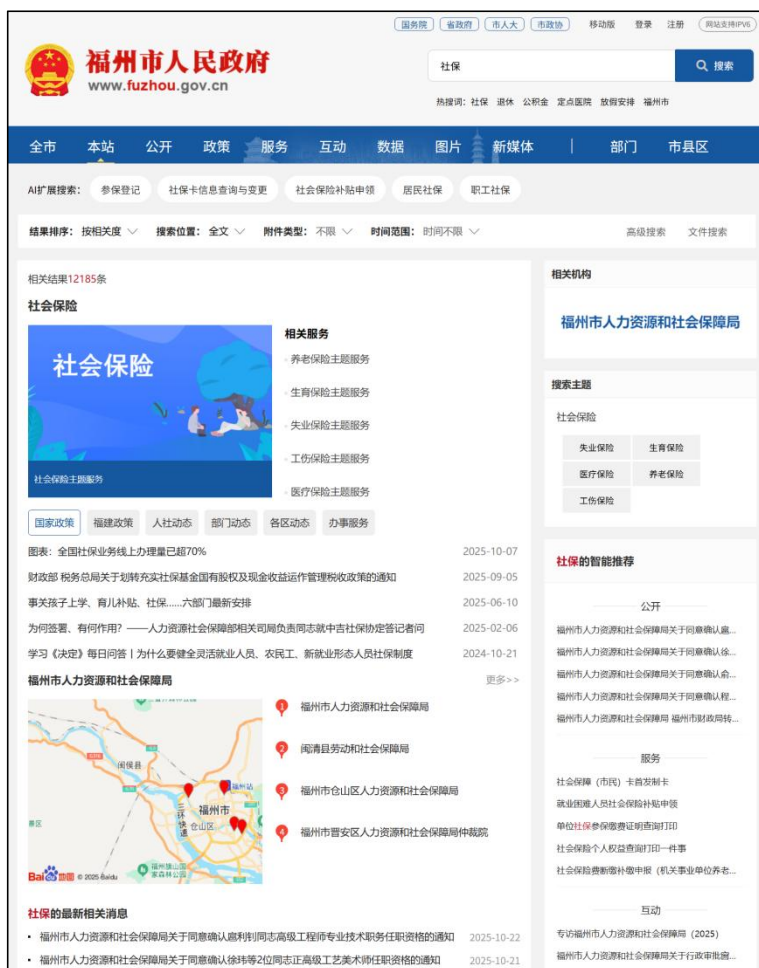 国务院 省政府 市人大 市政协 移动版 登录 注册 网站支持IPV6
福州市人民政府
www.fuzhou.gov.cn
社保 搜索
热搜词：社保 退休 公积金 定点医院 放假安排 福州市
全市 本站 公开 政策 服务 互动 数据 图片 新媒体 | 部门 市县区
AI扩展搜索： 参保登记 社保卡信息查询与变更 社会保险补贴申领 居民社保 职工社保
结果排序：按相关度 搜索位置：全文 附件类型：不限 时间范围：时间不限 高级搜索 文件搜索
相关结果12185条
社会保险
社会保险
社会保险主题服务
相关服务
养老保险主题服务
生育保险主题服务
失业保险主题服务
工伤保险主题服务
医疗保险主题服务
国家政策 福建政策 人社动态 部门动态 各区动态 办事服务
图表：全国社保业务线上办理量已超70% 2025-10-07
财政部 税务总局关于划转充实社保基金国有股权及现金收益运作管理税收政策的通知 2025-09-05
事关孩子上学、育儿补贴、社保……六部门最新安排 2025-06-10
为何签署、有何作用？——人力资源社会保障部相关司局负责同志就中吉社保协定答记者问 2025-02-06
学习《决定》每日问答丨为什么要健全灵活就业人员、农民工、新就业形态人员社保制度 2024-10-21
福州市人力资源和社会保障局 更多>>
闽侯县
福州站
福州市
三环快速
仓山区
福州旗山国家森林公园
Bai 地图 © 2025 Baidu
1 福州市人力资源和社会保障局
2 闽清县劳动和社会保障局
3 福州市仓山区人力资源和社会保障局
4 福州市晋安区人力资源和社会保障局仲裁院
社保的最新相关消息
福州市人力资源和社会保障局关于同意确认扈利钊同志高级工程师专业技术职务任职资格的通知 2025-10-22
福州市人力资源和社会保障局关于同意确认徐玮等2位同志正高级工艺美术师任职资格的通知 2025-10-21
相关机构
福州市人力资源和社会保障局
搜索主题
社会保险
失业保险 生育保险
医疗保险 养老保险
工伤保险
社保的智能推荐
公开
福州市人力资源和社会保障局关于同意确认扈...
福州市人力资源和社会保障局关于同意确认徐...
福州市人力资源和社会保障局关于同意确认俞...
福州市人力资源和社会保障局关于同意确认程...
福州市人力资源和社会保障局 福州市财政局转...
服务
社会保障（市民）卡首发制卡
就业困难人员社会保险补贴申领
单位社保参保缴费证明查询打印
社会保险个人权益查询打印一件事
社会保险费断缴补缴申报（机关事业单位养老...
互动
专访福州市人力资源和社会保障局（2025）
福州市人力资源和社会保障局关于行政审批窗...